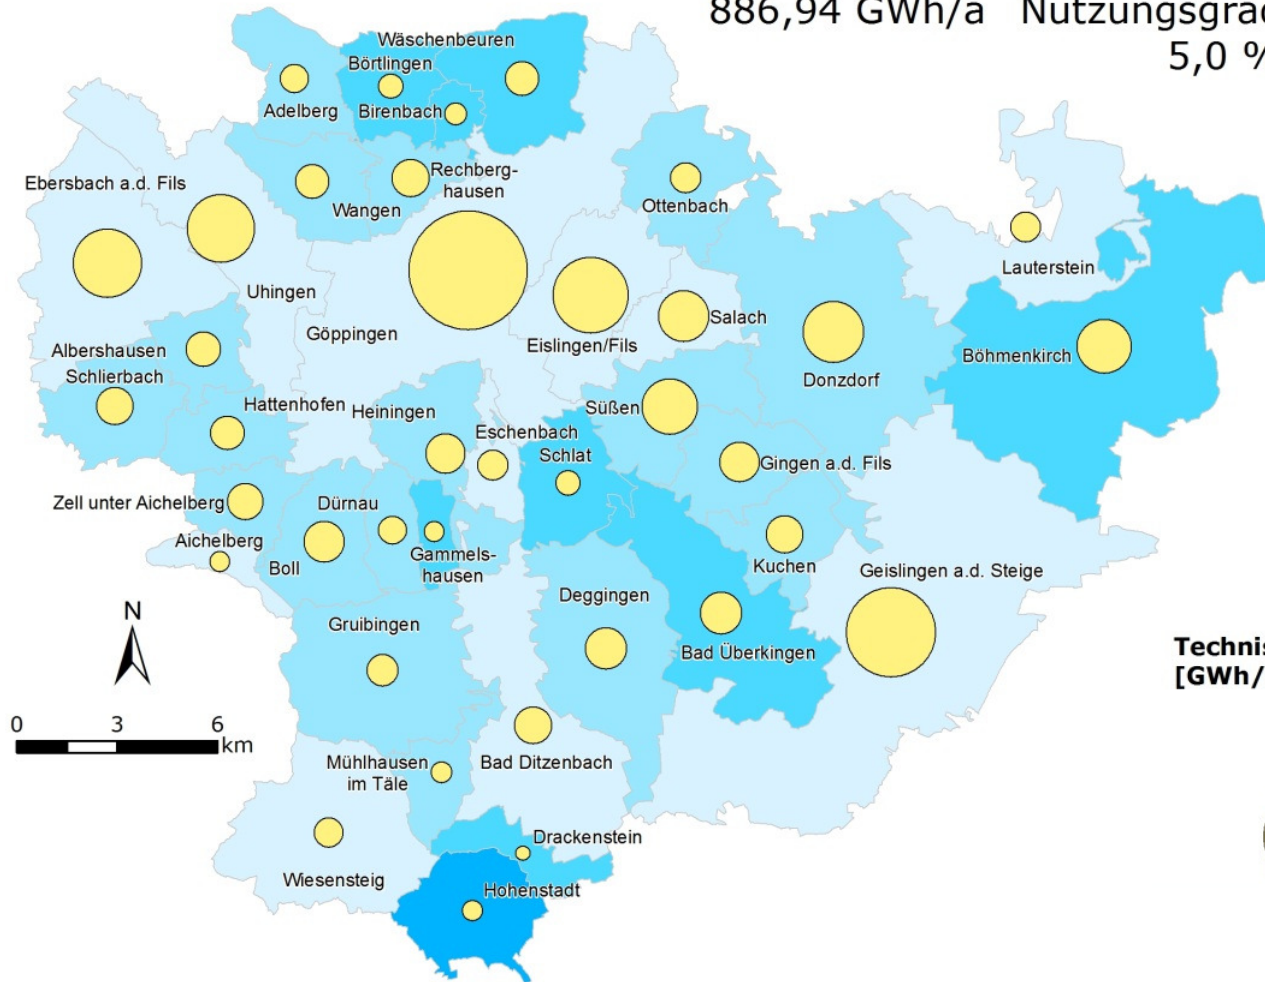 886,94 GWh/a Nutzungsgrad
5,0 %
Wäschenbeuren
Börtlingen
Adelberg
Birenbach
Rechberg-
hausen
Ebersbach a.d. Fils
Wangen
Ottenbach
Lauterstein
Uhingen
Göppingen
Salach
Eislingen/Fils
Albershausen
Böhmenkirch
Schlierbach
Donzdorf
Hattenhofen
Heiningen
Süßen
Eschenbach
Schlat
Gingen a.d. Fils
Zell unter Aichelberg
Dürnau
Aichelberg
Gammels-
hausen
Boll
Kuchen
Geislingen a.d. Steige
Deggingen
N
Gruibingen
Bad Überkingen
Technis
[GWh/
0 3 6
km
Mühlhausen
im Täle
Bad Ditzenbach
Drackenstein
Wiesensteig
Hohenstadt